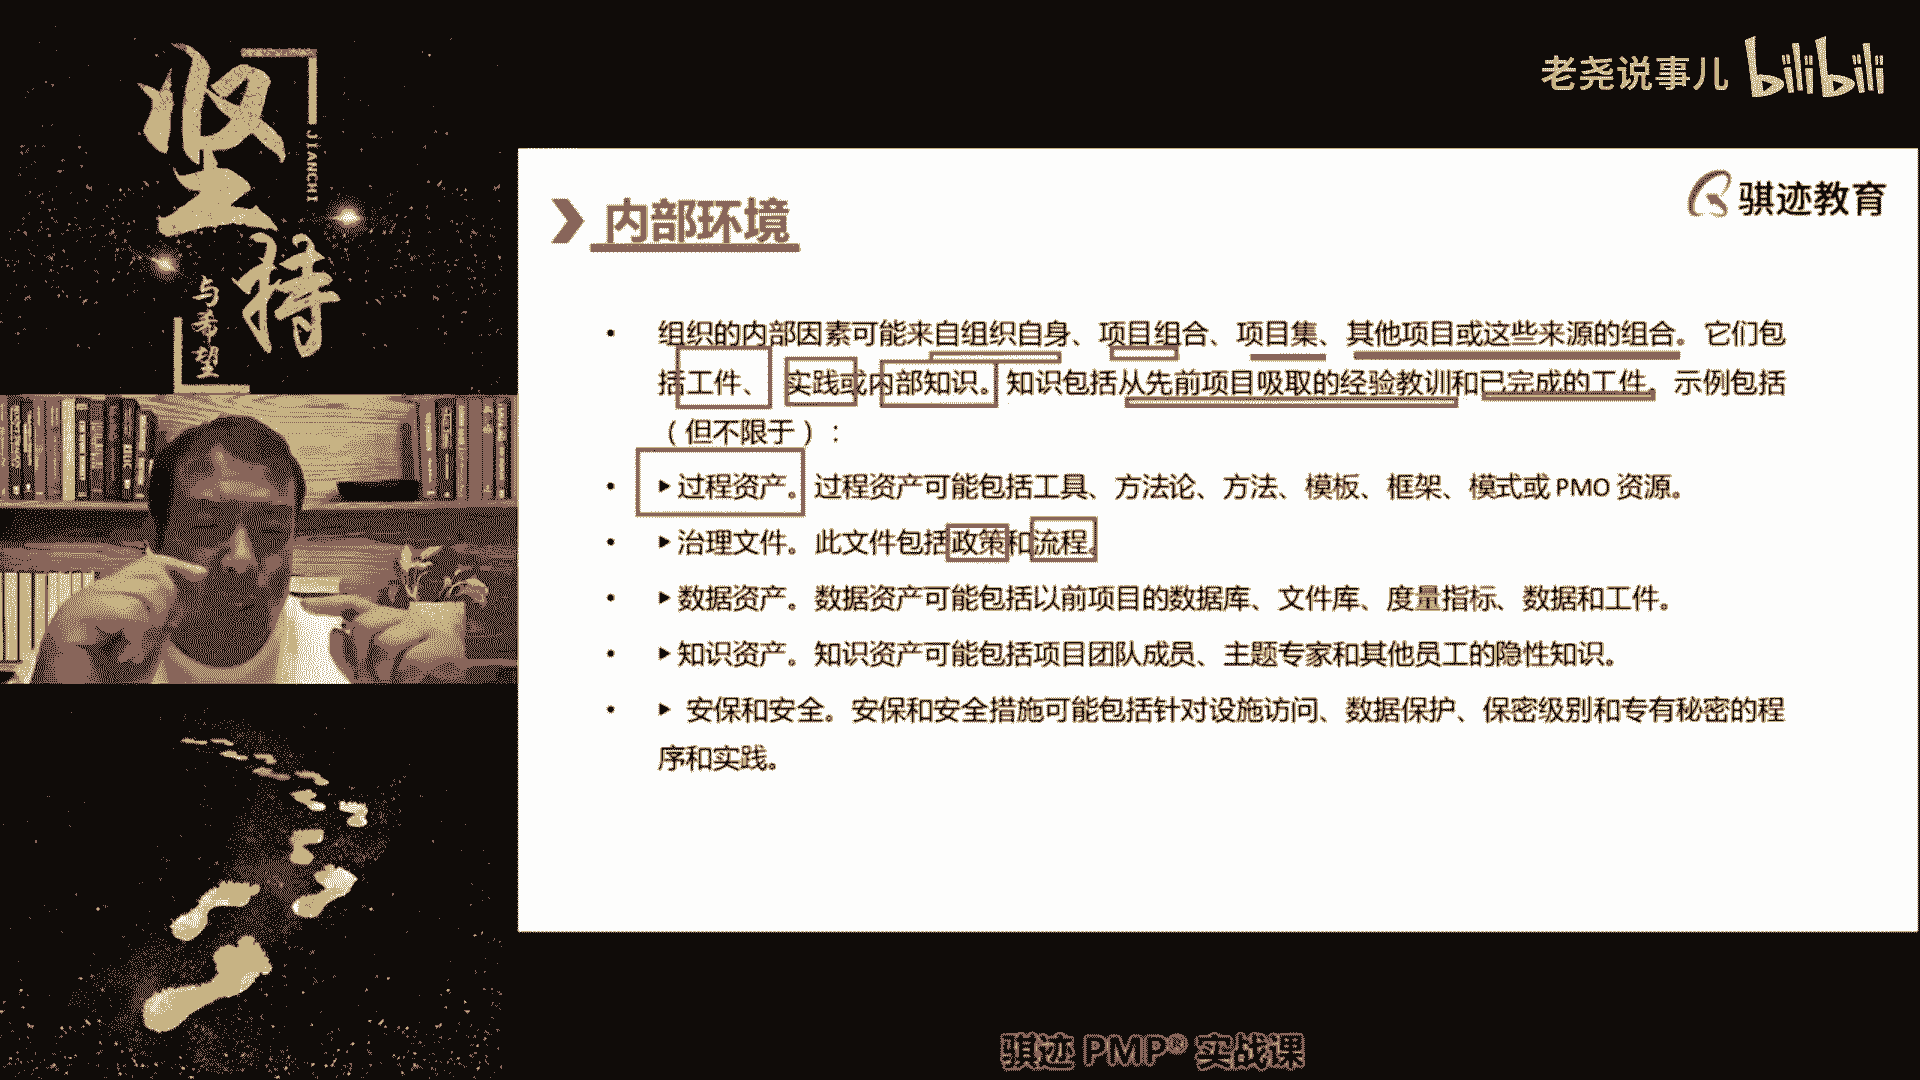 坚持
JIANCHI
与希望
老尧说事儿 bilibili
骐迹教育
内部环境
• 组织的内部因素可能来自组织自身、项目组合、项目集、其他项目或这些来源的组合。它们包
括工件、实践或内部知识。知识包括从先前项目吸取的经验教训和已完成的工件。示例包括
（但不限于）：
• ▶过程资产。过程资产可能包括工具、方法论、方法、模板、框架、模式或 PMO 资源。
• ▶治理文件。此文件包括政策和流程。
• ▶数据资产。数据资产可能包括以前项目的数据库、文件库、度量指标、数据和工件。
• ▶知识资产。知识资产可能包括项目团队成员、主题专家和其他员工的隐性知识。
• ▶ 安保和安全。安保和安全措施可能包括针对设施访问、数据保护、保密级别和专有秘密的程
序和实践。
骐迹 PMP® 实战课